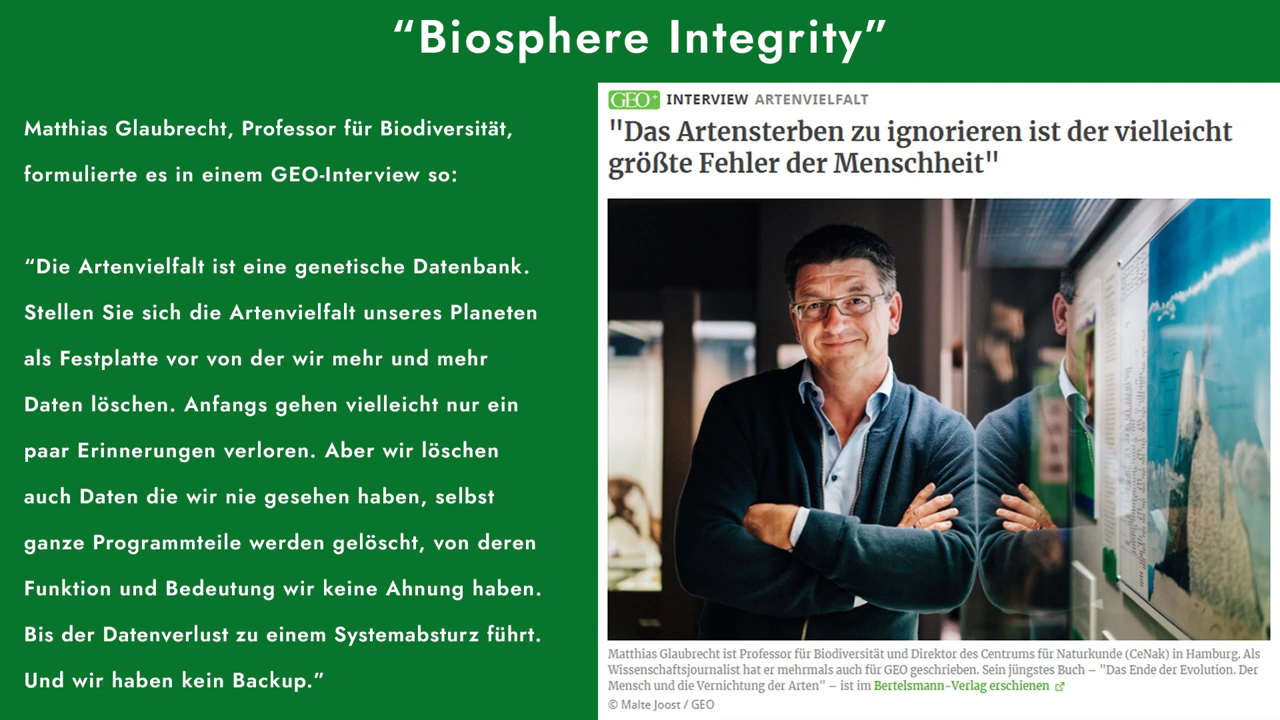 “Biosphere Integrity”
Matthias Glaubrecht, Professor für Biodiversität,
formulierte es in einem GEO-Interview so:
“Die Artenvielfalt ist eine genetische Datenbank.
Stellen Sie sich die Artenvielfalt unseres Planeten
als Festplatte vor von der wir mehr und mehr
Daten löschen. Anfangs gehen vielleicht nur ein
paar Erinnerungen verloren. Aber wir löschen
auch Daten die wir nie gesehen haben, selbst
ganze Programmteile werden gelöscht, von deren
Funktion und Bedeutung wir keine Ahnung haben.
Bis der Datenverlust zu einem Systemabsturz führt.
Und wir haben kein Backup.”
GEO+ INTERVIEW ARTENVIELFALT
"Das Artensterben zu ignorieren ist der vielleicht
größte Fehler der Menschheit"
Matthias Glaubrecht ist Professor für Biodiversität und Direktor des Centrums für Naturkunde (CeNak) in Hamburg. Als
Wissenschaftsjournalist hat er mehrmals auch für GEO geschrieben. Sein jüngstes Buch – "Das Ende der Evolution. Der
Mensch und die Vernichtung der Arten" – ist im Bertelsmann-Verlag erschienen
© Malte Joost / GEO